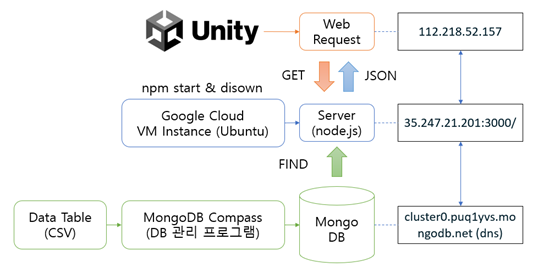 Unity
Web
Request
112.218.52.157
GET
JSON
npm start & disown
Google Cloud
VM Instance (Ubuntu)
Server
(node.js)
35.247.21.201:3000/
FIND
Data Table
(CSV)
MongoDB Compass
(DB 관리 프로그램)
Mongo
DB
cluster0.puq1yvs.mo
ngodb.net (dns)